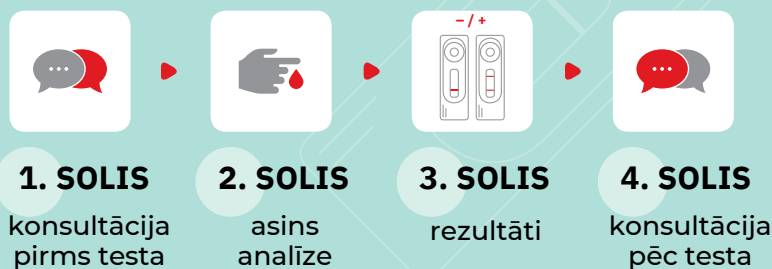 − / +
1. SOLIS
konsultācija
pirms testa
2. SOLIS
asins
analīze
3. SOLIS
rezultāti
4. SOLIS
konsultācija
pēc testa